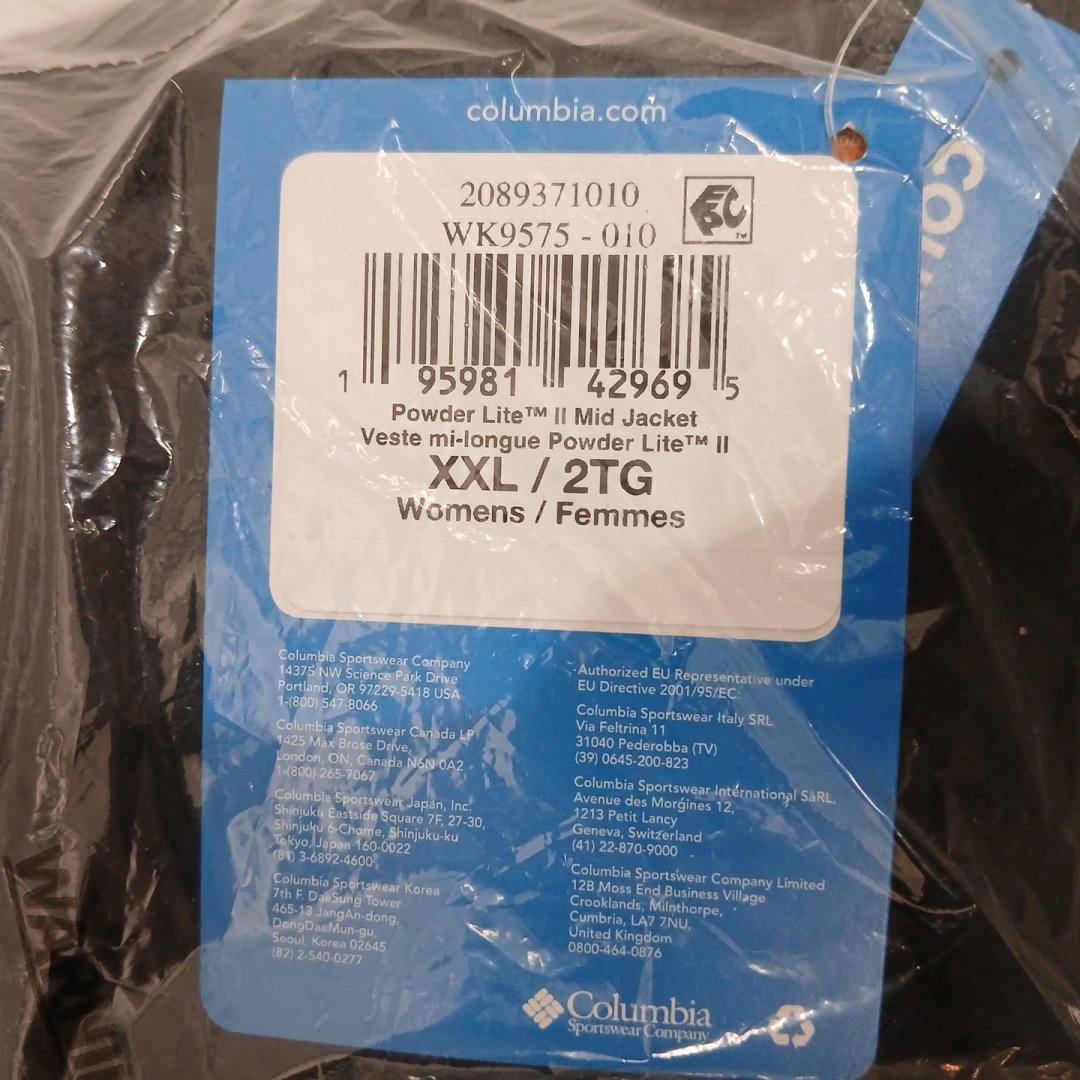 columbia.com
2089371010
WK9575 - 010
EPC
TM
1 95981 42969 5
Powder Lite™ II Mid Jacket
Veste mi-longue Powder Lite™ II
XXL / 2TG
Womens / Femmes
Columbia Sportswear Company
14375 NW Science Park Drive
Portland, OR 97229-5418 USA
1-(800) 547-8066
Columbia Sportswear Canada LP
1425 Max Brose Drive,
London, ON, Canada N6N 0A2
1-(800) 265-7067
Columbia Sportswear Japan, Inc.
Shinjuku Eastside Square 7F, 27-30,
Shinjuku 6-Chome, Shinjuku-ku
Tokyo, Japan 160-0022
(81) 3-6892-4600
Columbia Sportswear Korea
7th F. DaeSung Tower
465-13 JangAn-dong,
DongDaeMun-gu,
Seoul, Korea 02645
(82) 2-540-0277
Authorized EU Representative under
EU Directive 2001/95/EC:
Columbia Sportswear Italy SRL
Via Feltrina 11
31040 Pederobba (TV)
(39) 0645-200-823
Columbia Sportswear International SàRL,
Avenue des Morgines 12,
1213 Petit Lancy
Geneva, Switzerland
(41) 22-870-9000
Columbia Sportswear Company Limited
12B Moss End Business Village
Crooklands, Milnthorpe,
Cumbria, LA7 7NU,
United Kingdom
0800-464-0876
Columbia
Sportswear Company